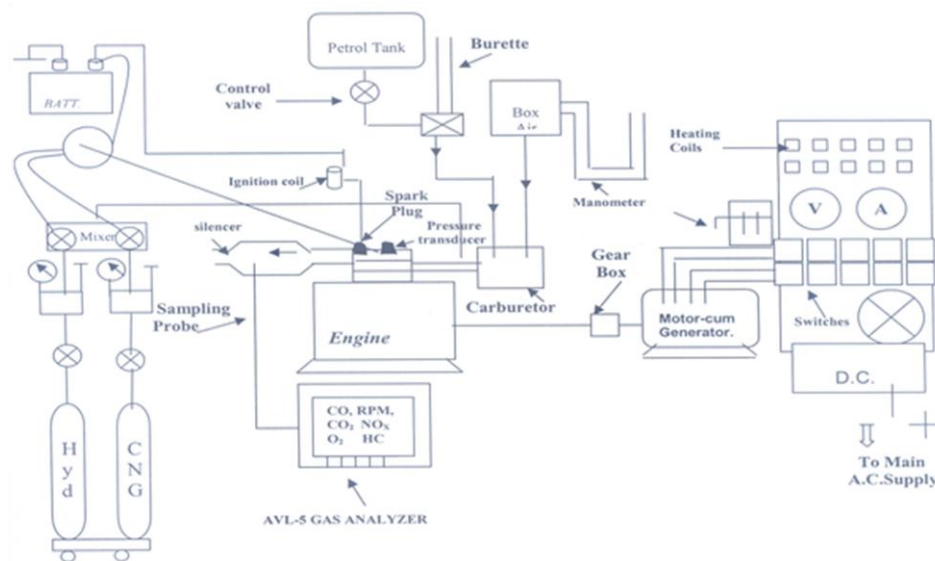 Petrol Tank
Burette
BATT.
Control
valve
Box
Air
Heating
Coils
Ignition coil
Spark
Plug
Manometer
V
A
Mixer
silencer
Pressure
transducer
Gear
Box
Sampling
Probe
Carburetor
Engine
Motor-cum
Generator.
Switches
D.C.
CO, RPM,
CO₂ NOx
O₂ HC
Hyd
CNG
To Main
A.C.Supply
AVL-5 GAS ANALYZER